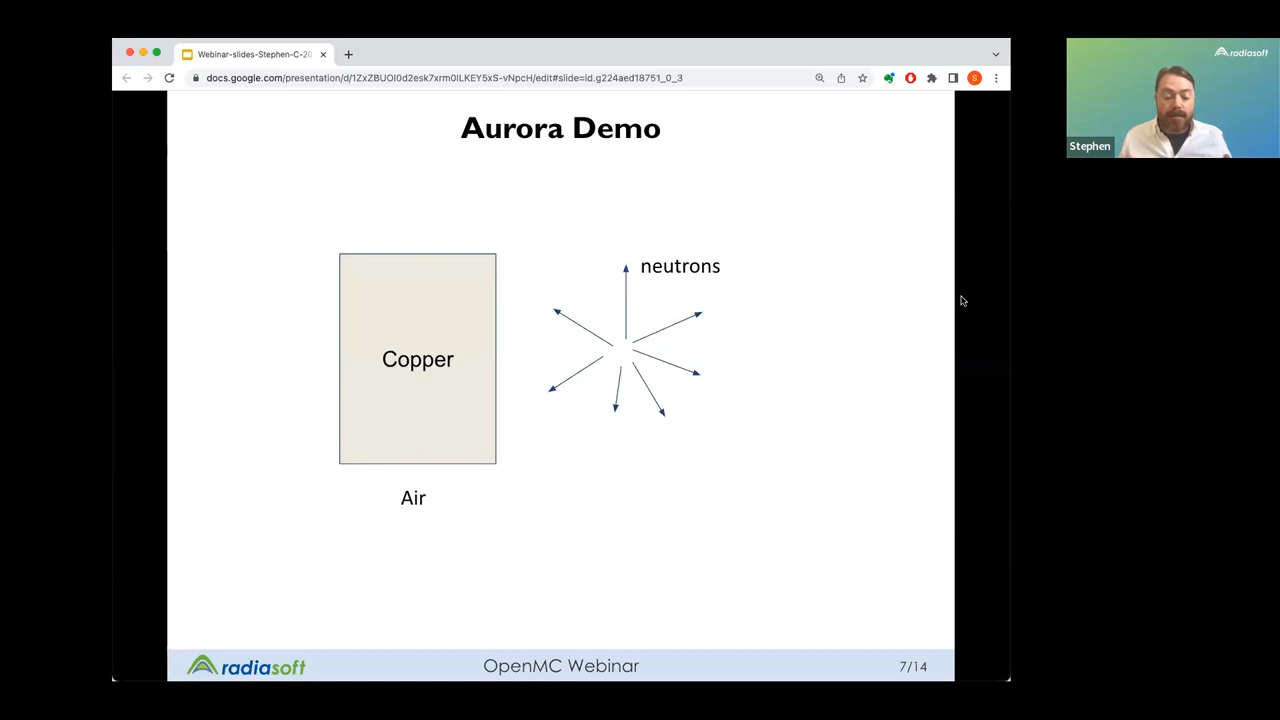 Webinar-slides-Stephen-C-20
docs.google.com/presentation/d/1ZxZBUOl0d2esk7xrm0lLKEY5xS-vNpcH/edit#slide=id.g224aed18751_0_3
S
radiasoft
Stephen
Aurora Demo
neutrons
Copper
Air
radiasoft
OpenMC Webinar
7/14